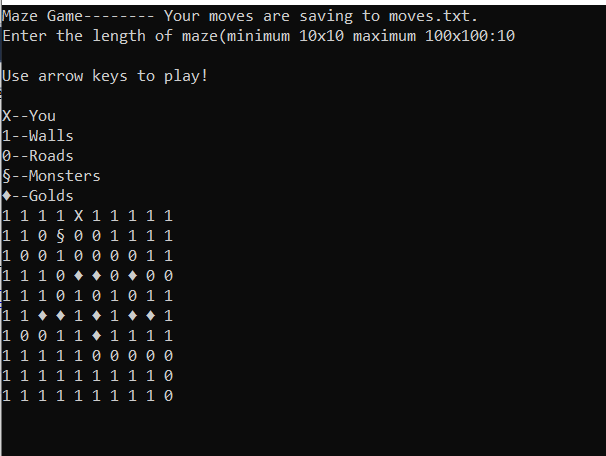 Maze Game-------- Your moves are saving to moves.txt.
Enter the length of maze(minimum 10x10 maximum 100x100:10
Use arrow keys to play!
X--You
1--Walls
0--Roads
§--Monsters
♦--Golds
1 1 1 1 X 1 1 1 1 1
1 1 0 § 0 0 1 1 1 1
1 0 0 1 0 0 0 0 1 1
1 1 1 0 ♦ ♦ 0 ♦ 0 0
1 1 1 0 1 0 1 0 1 1
1 1 ♦ ♦ 1 ♦ 1 ♦ ♦ 1
1 0 0 1 1 ♦ 1 1 1 1
1 1 1 1 1 0 0 0 0 0
1 1 1 1 1 1 1 1 1 0
1 1 1 1 1 1 1 1 1 0